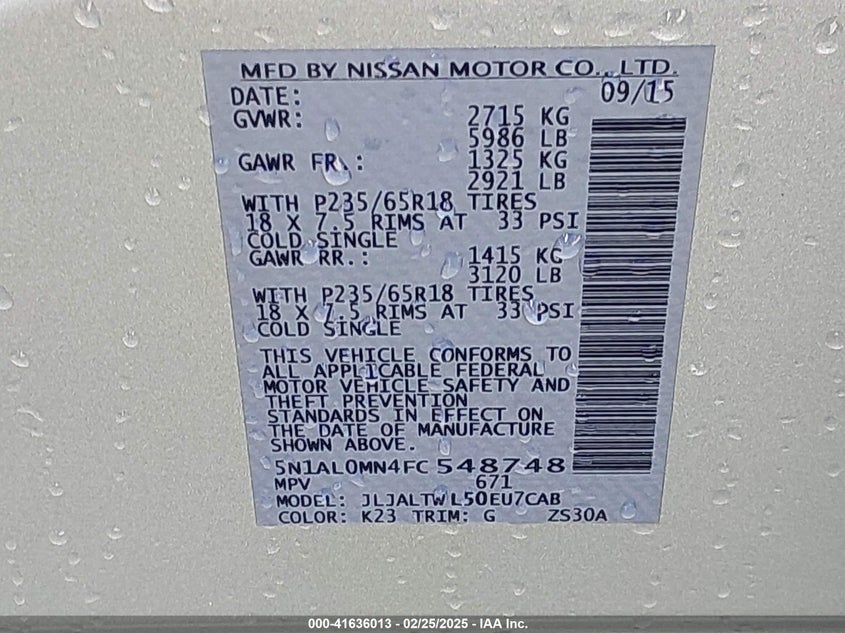 MFD BY NISSAN MOTOR CO., LTD.
DATE: 09/15
GVWR: 2715 KG
5986 LB
GAWR FR.: 1325 KG
2921 LB
WITH P235/65R18 TIRES
18 X 7.5 RIMS AT 33 PSI
COLD SINGLE
GAWR RR.: 1415 KG
3120 LB
WITH P235/65R18 TIRES
18 X 7.5 RIMS AT 33 PSI
COLD SINGLE
THIS VEHICLE CONFORMS TO
ALL APPLICABLE FEDERAL
MOTOR VEHICLE SAFETY AND
THEFT PREVENTION
STANDARDS IN EFFECT ON
THE DATE OF MANUFACTURE
SHOWN ABOVE.
5N1AL0MN4FC548748
MPV 671
MODEL: JLJALTWL50EU7CAB
COLOR: K23 TRIM: G ZS30A
000-41636013 - 02/25/2025 - IAA Inc.